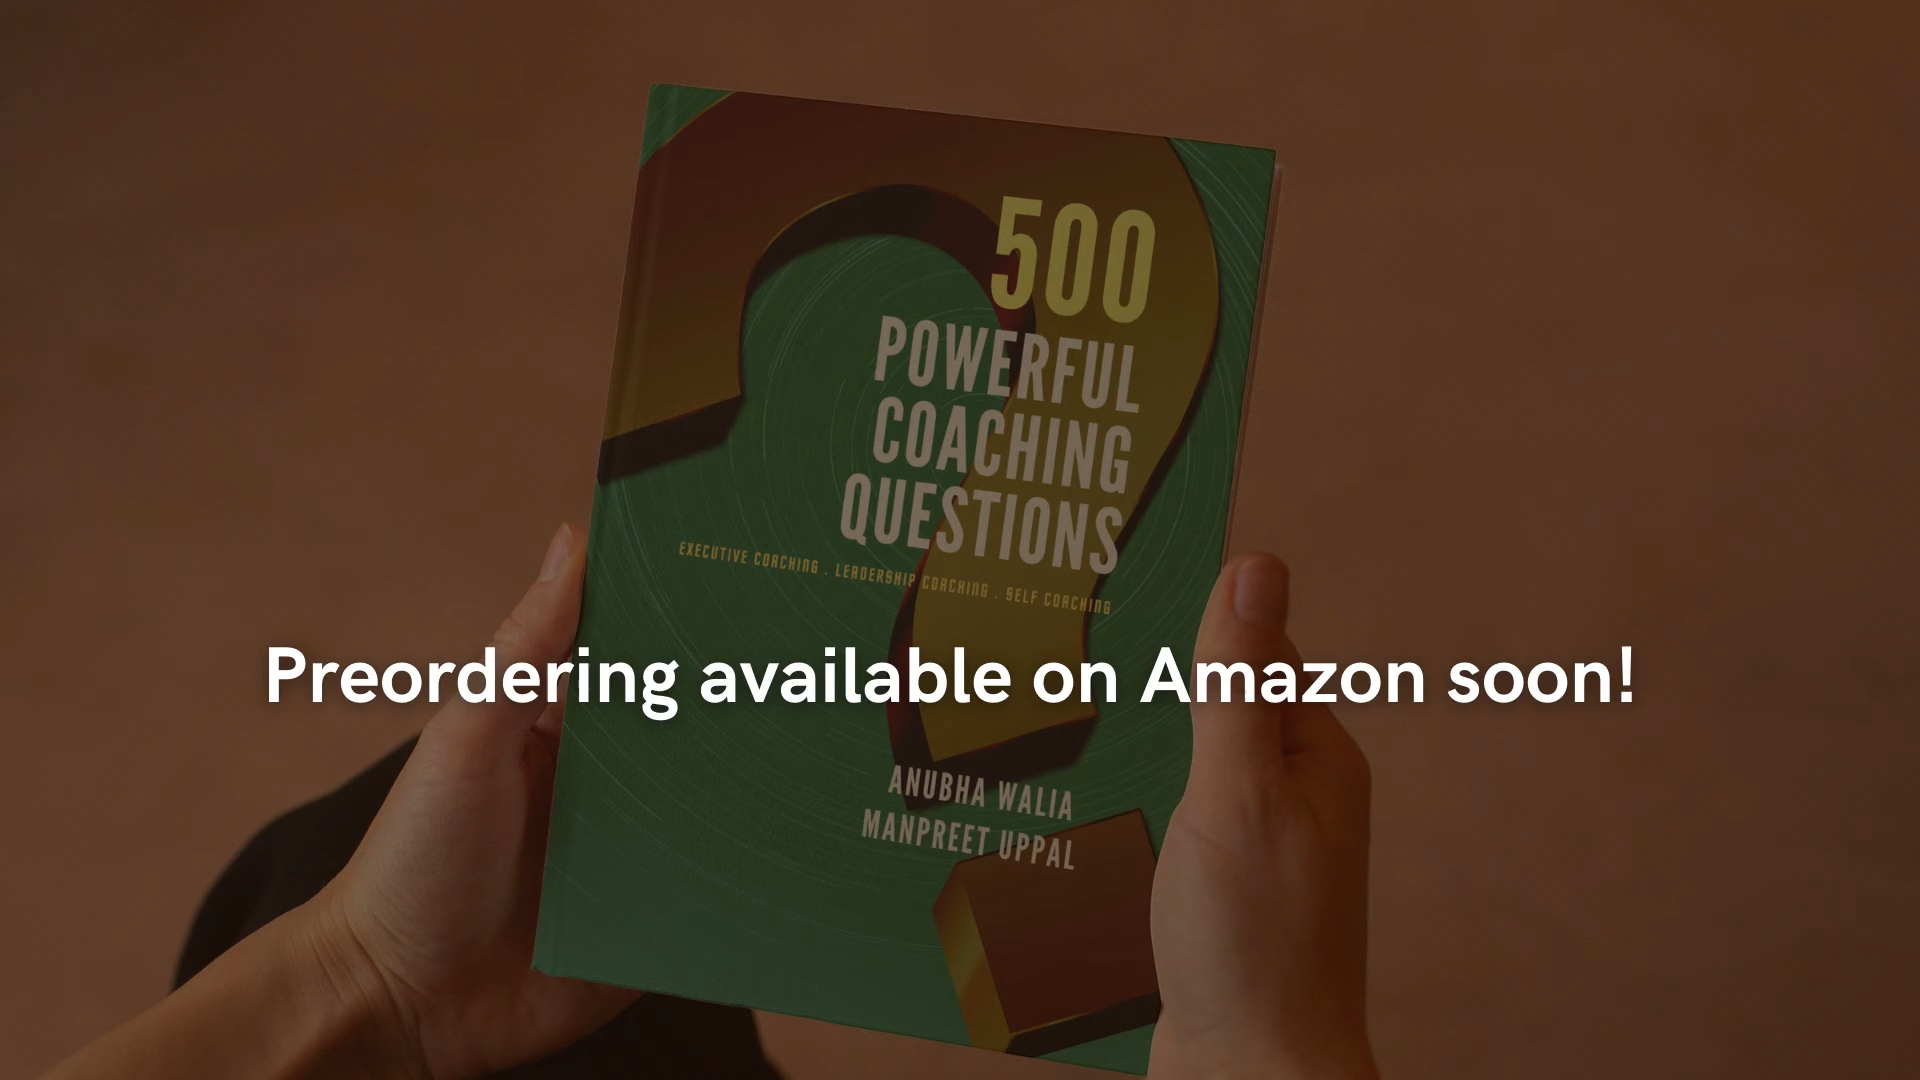 500
POWERFUL
COACHING
QUESTIONS
EXECUTIVE COACHING . LEADERSHIP COACHING . SELF COACHING
Preordering available on Amazon soon!
ANUBHA WALIA
MANPREET UPPAL